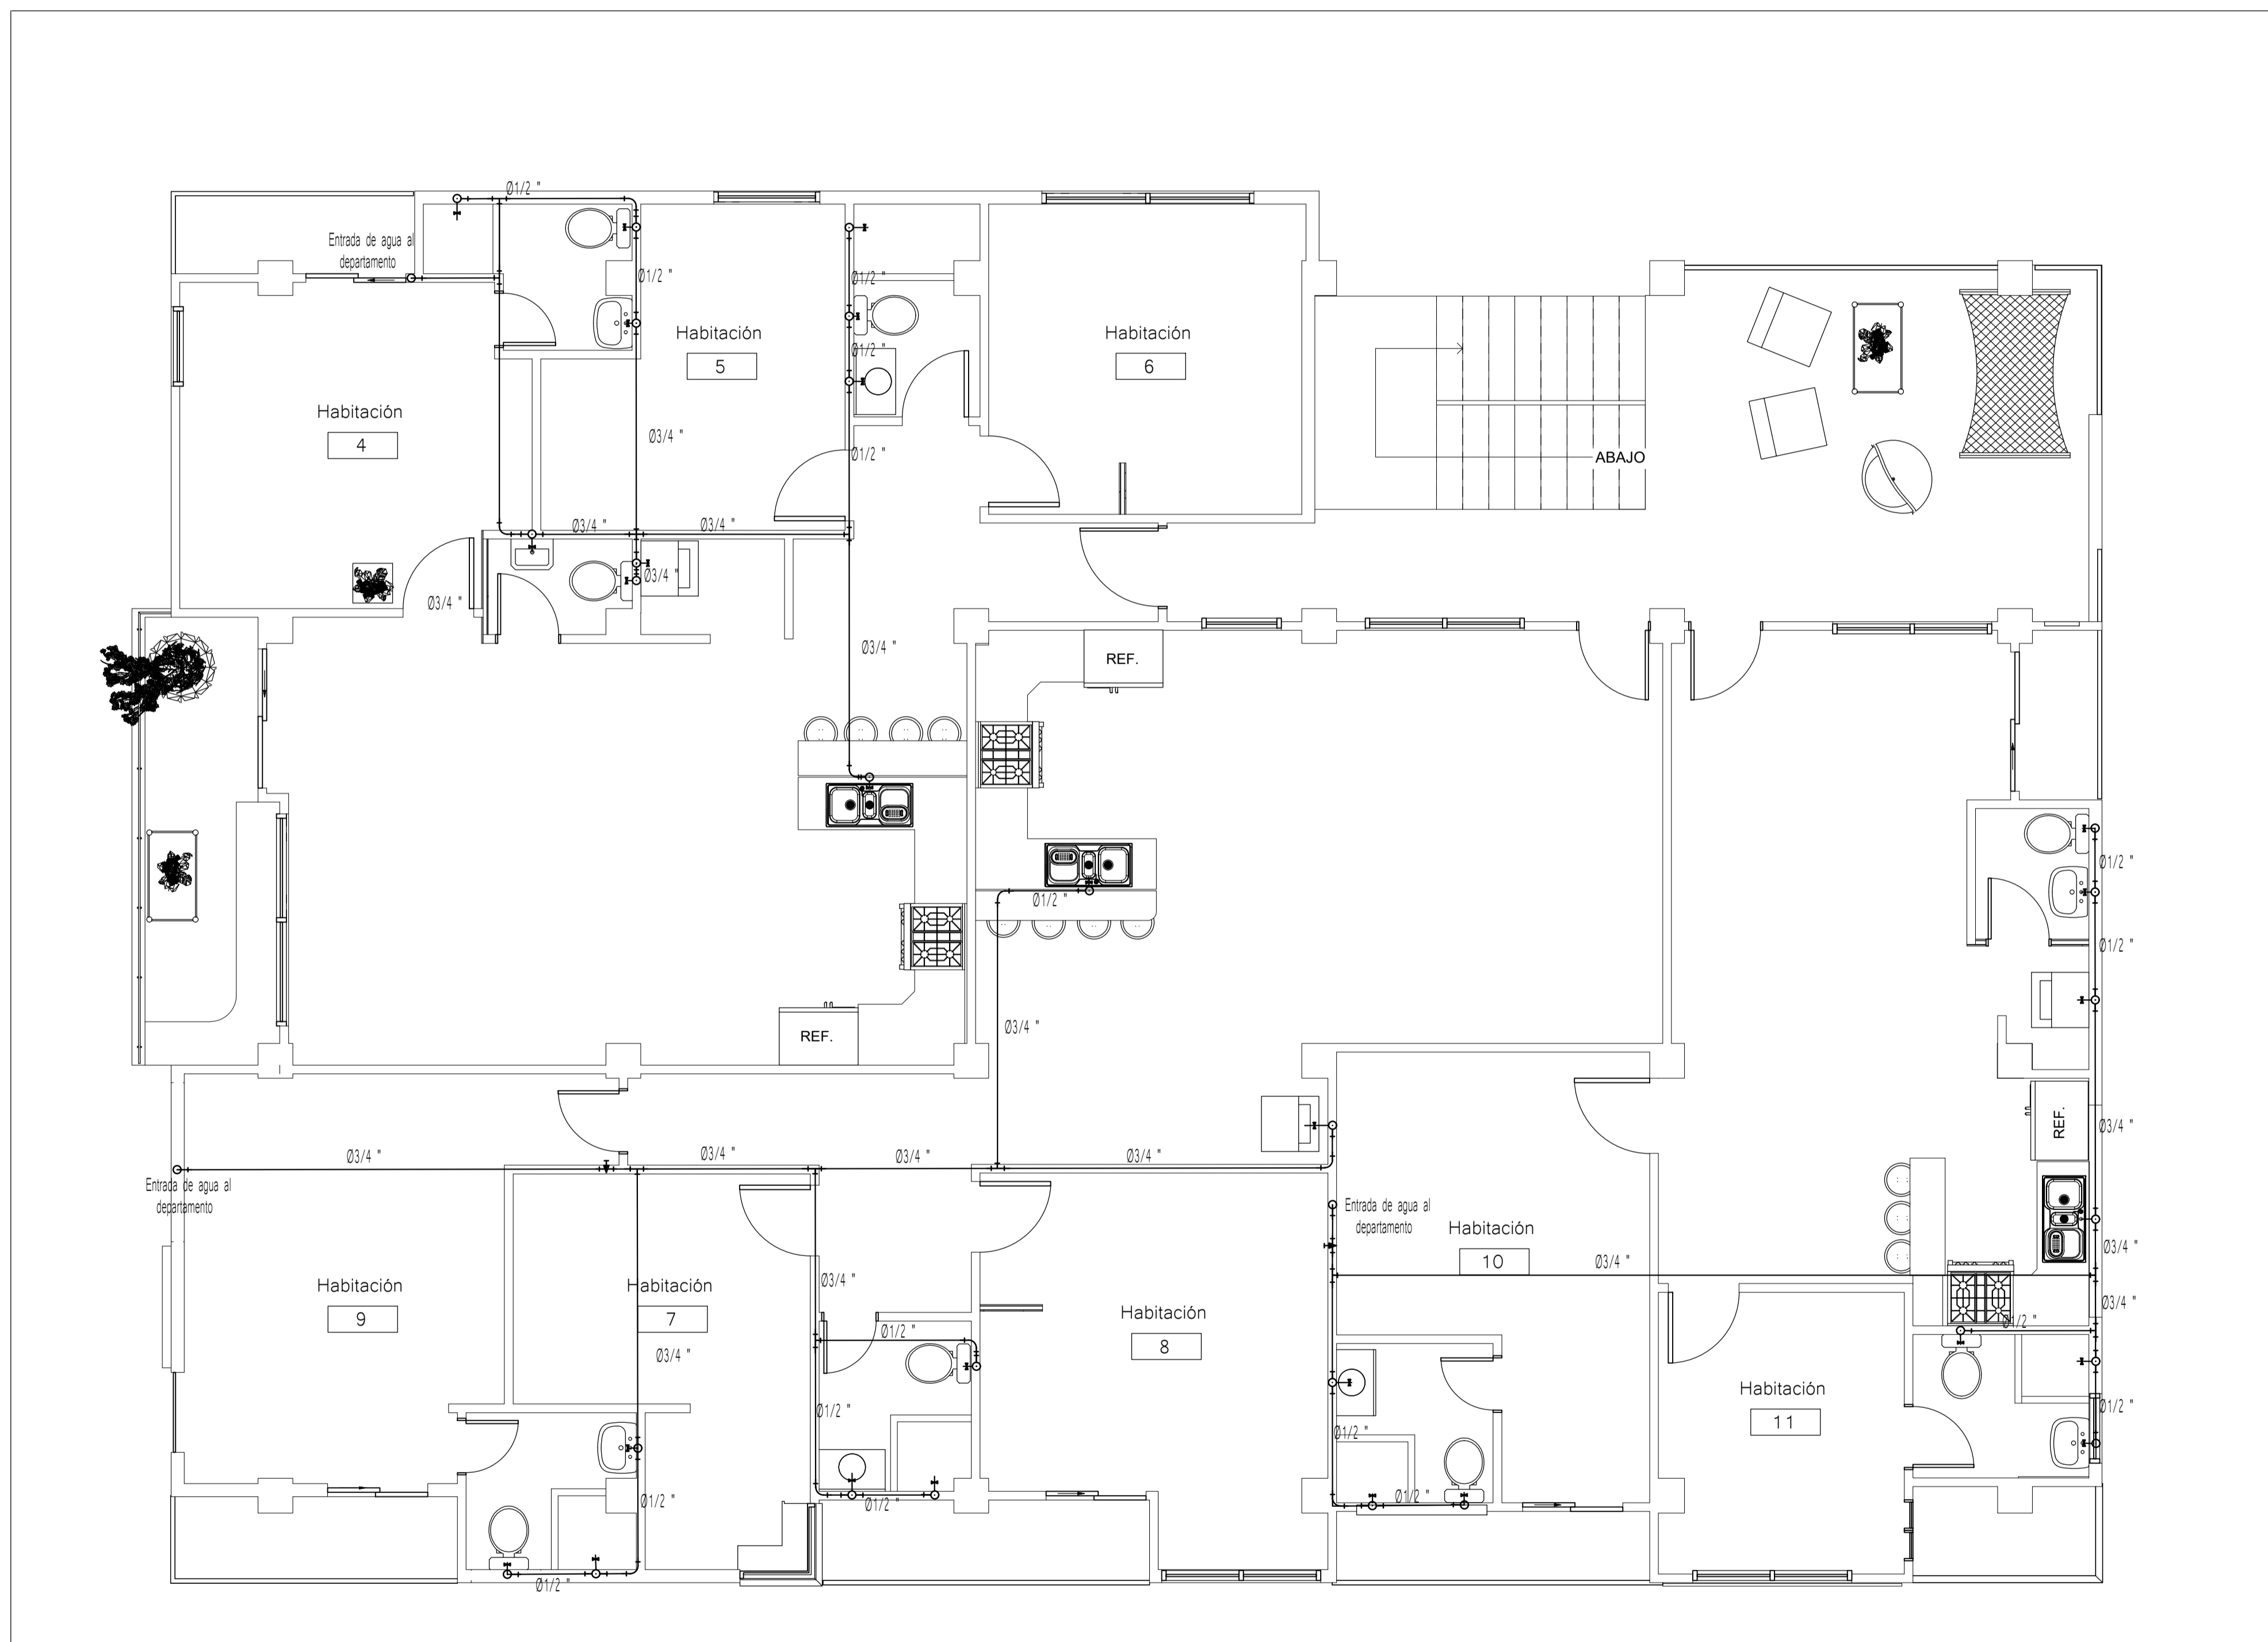 Ø1/2 "
Entrada de agua al
departamento
Ø1/2 "
Ø1/2 "
Habitación
5
Habitación
6
Ø1/2 "
Habitación
4
Ø3/4 "
Ø1/2 "
ABAJO
Ø3/4 "
Ø3/4 "
Ø3/4 "
Ø3/4 "
Ø3/4 "
REF.
Ø1/2 "
Ø1/2 "
Ø1/2 "
Ø3/4 "
REF.
REF.
Ø3/4 "
Ø3/4 "
Ø3/4 "
Ø3/4 "
Ø3/4 "
Entrada de agua al
departamento
Entrada de agua al
departamento
Habitación
10
Ø3/4 "
Ø3/4 "
Ø3/4 "
Habitación
9
Habitación
7
Ø3/4 "
Habitación
8
Ø3/4 "
Ø1/2 "
Ø1/2 "
Habitación
11
Ø1/2 "
Ø1/2 "
Ø1/2 "
Ø1/2 "
Ø1/2 "
Ø1/2 "
Ø1/2 "